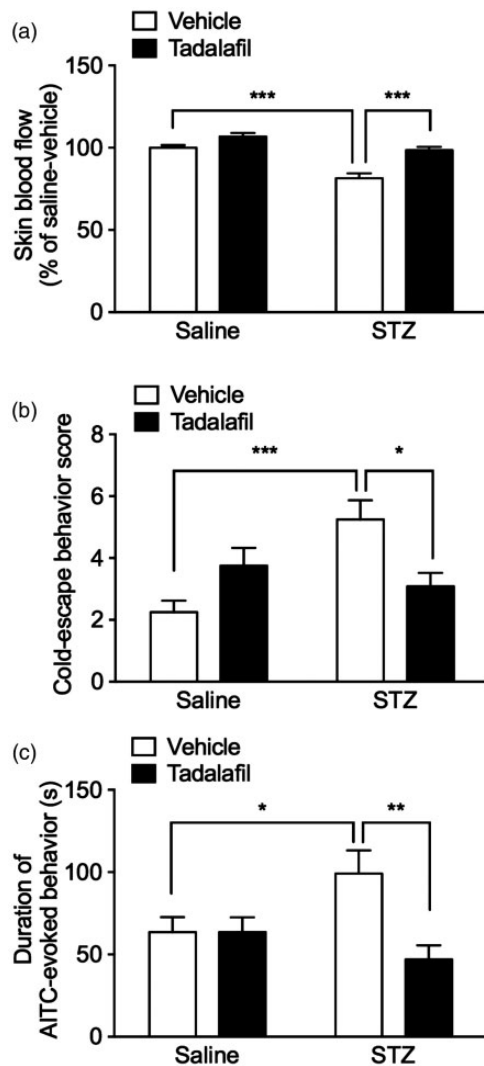 (a)
Vehicle
Tadalafil
Skin blood flow
(% of saline-vehicle)
150
100
50
0
***
***
Saline
STZ
(b)
Vehicle
Tadalafil
Cold-escape behavior score
8
6
4
2
0
***
*
Saline
STZ
(c)
Vehicle
Tadalafil
Duration of
AITC-evoked behavior (s)
150
100
50
0
*
**
Saline
STZ